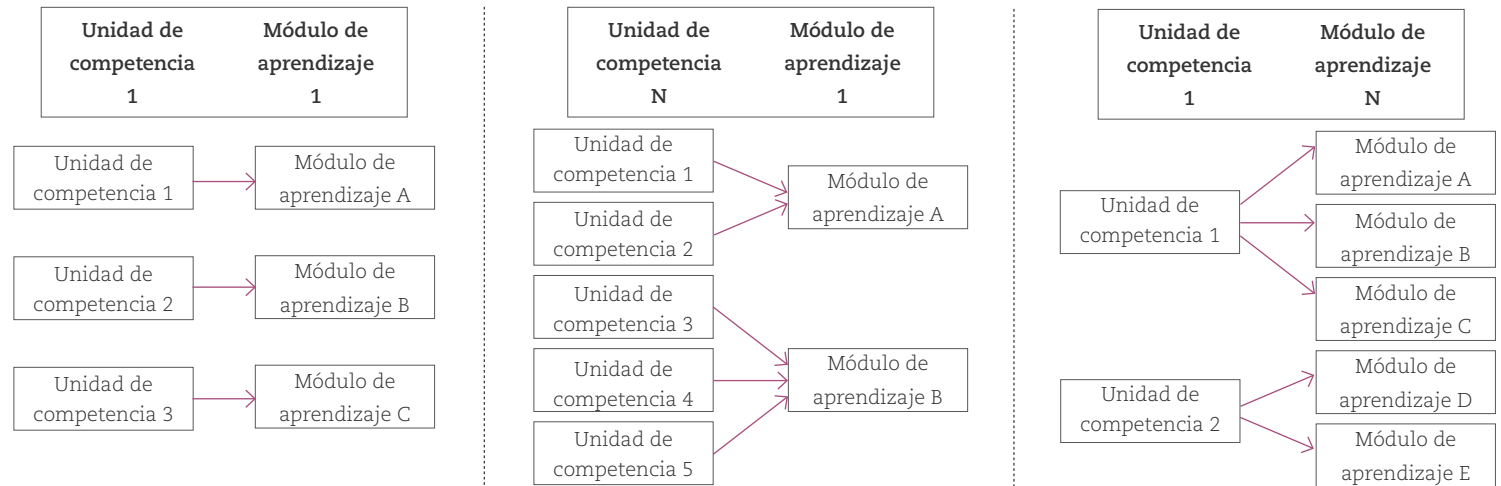 Unidad de competencia 1
Módulo de aprendizaje 1
Unidad de
competencia 1
Módulo de
aprendizaje A
Unidad de
competencia 2
Módulo de
aprendizaje B
Unidad de
competencia 3
Módulo de
aprendizaje C
Unidad de
competencia
N
Módulo de
aprendizaje
1
Unidad de
competencia 1
Unidad de
competencia 2
Módulo de
aprendizaje A
Unidad de
competencia 3
Unidad de
competencia 4
Unidad de
competencia 5
Módulo de
aprendizaje B
Unidad de
competencia
1
Módulo de
aprendizaje
N
Unidad de
competencia 1
Módulo de
aprendizaje A
Módulo de
aprendizaje B
Módulo de
aprendizaje C
Unidad de
competencia 2
Módulo de
aprendizaje D
Módulo de
aprendizaje E